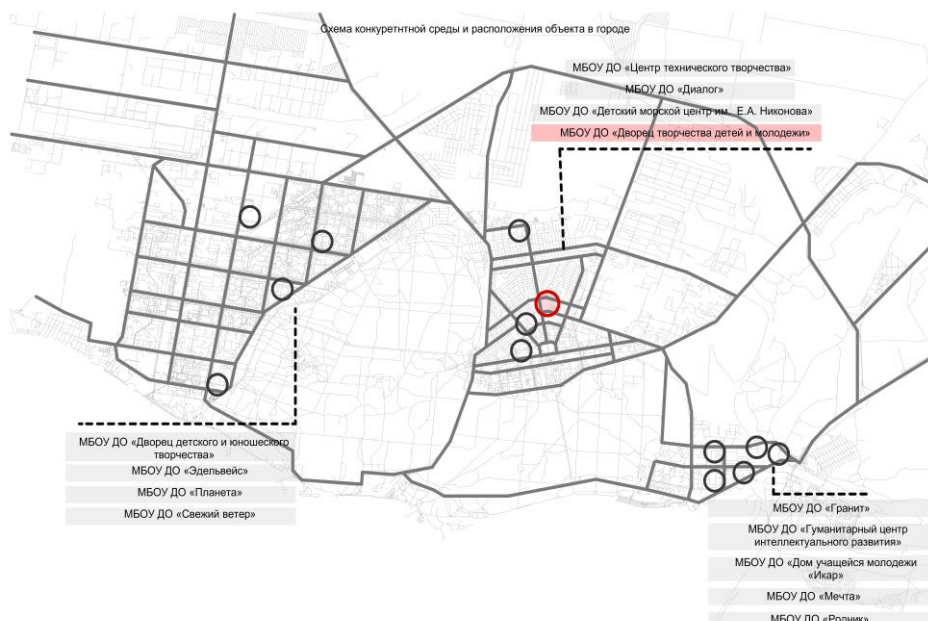 Схема конкуретнтной среды и расположения объекта в городе
МБОУ ДО «Центр технического творчества»
МБОУ ДО «Диалог»
МБОУ ДО «Детский морской центр им. Е.А. Никонова»
МБОУ ДО «Дворец творчества детей и молодежи»
МБОУ ДО «Дворец детского и юношеского
творчества»
МБОУ ДО «Эдельвейс»
МБОУ ДО «Планета»
МБОУ ДО «Свежий ветер»
МБОУ ДО «Гранит»
МБОУ ДО «Гуманитарный центр
интеллектуального развития»
МБОУ ДО «Дом учащейся молодежи
«Икар»
МБОУ ДО «Мечта»
МБОУ ДО «Родник»